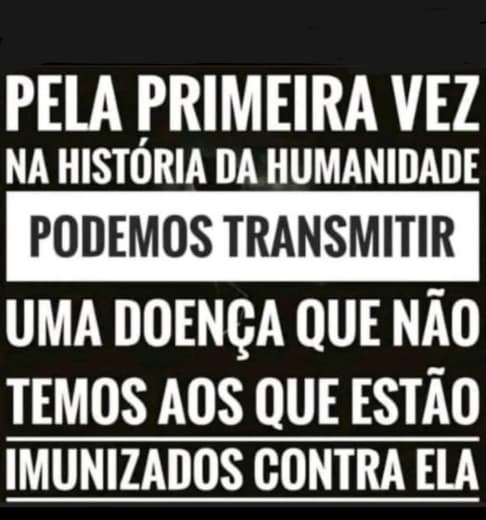 PELA PRIMEIRA VEZ
NA HISTÓRIA DA HUMANIDADE
PODEMOS TRANSMITIR
UMA DOENÇA QUE NÃO
TEMOS AOS QUE ESTÃO
IMUNIZADOS CONTRA ELA